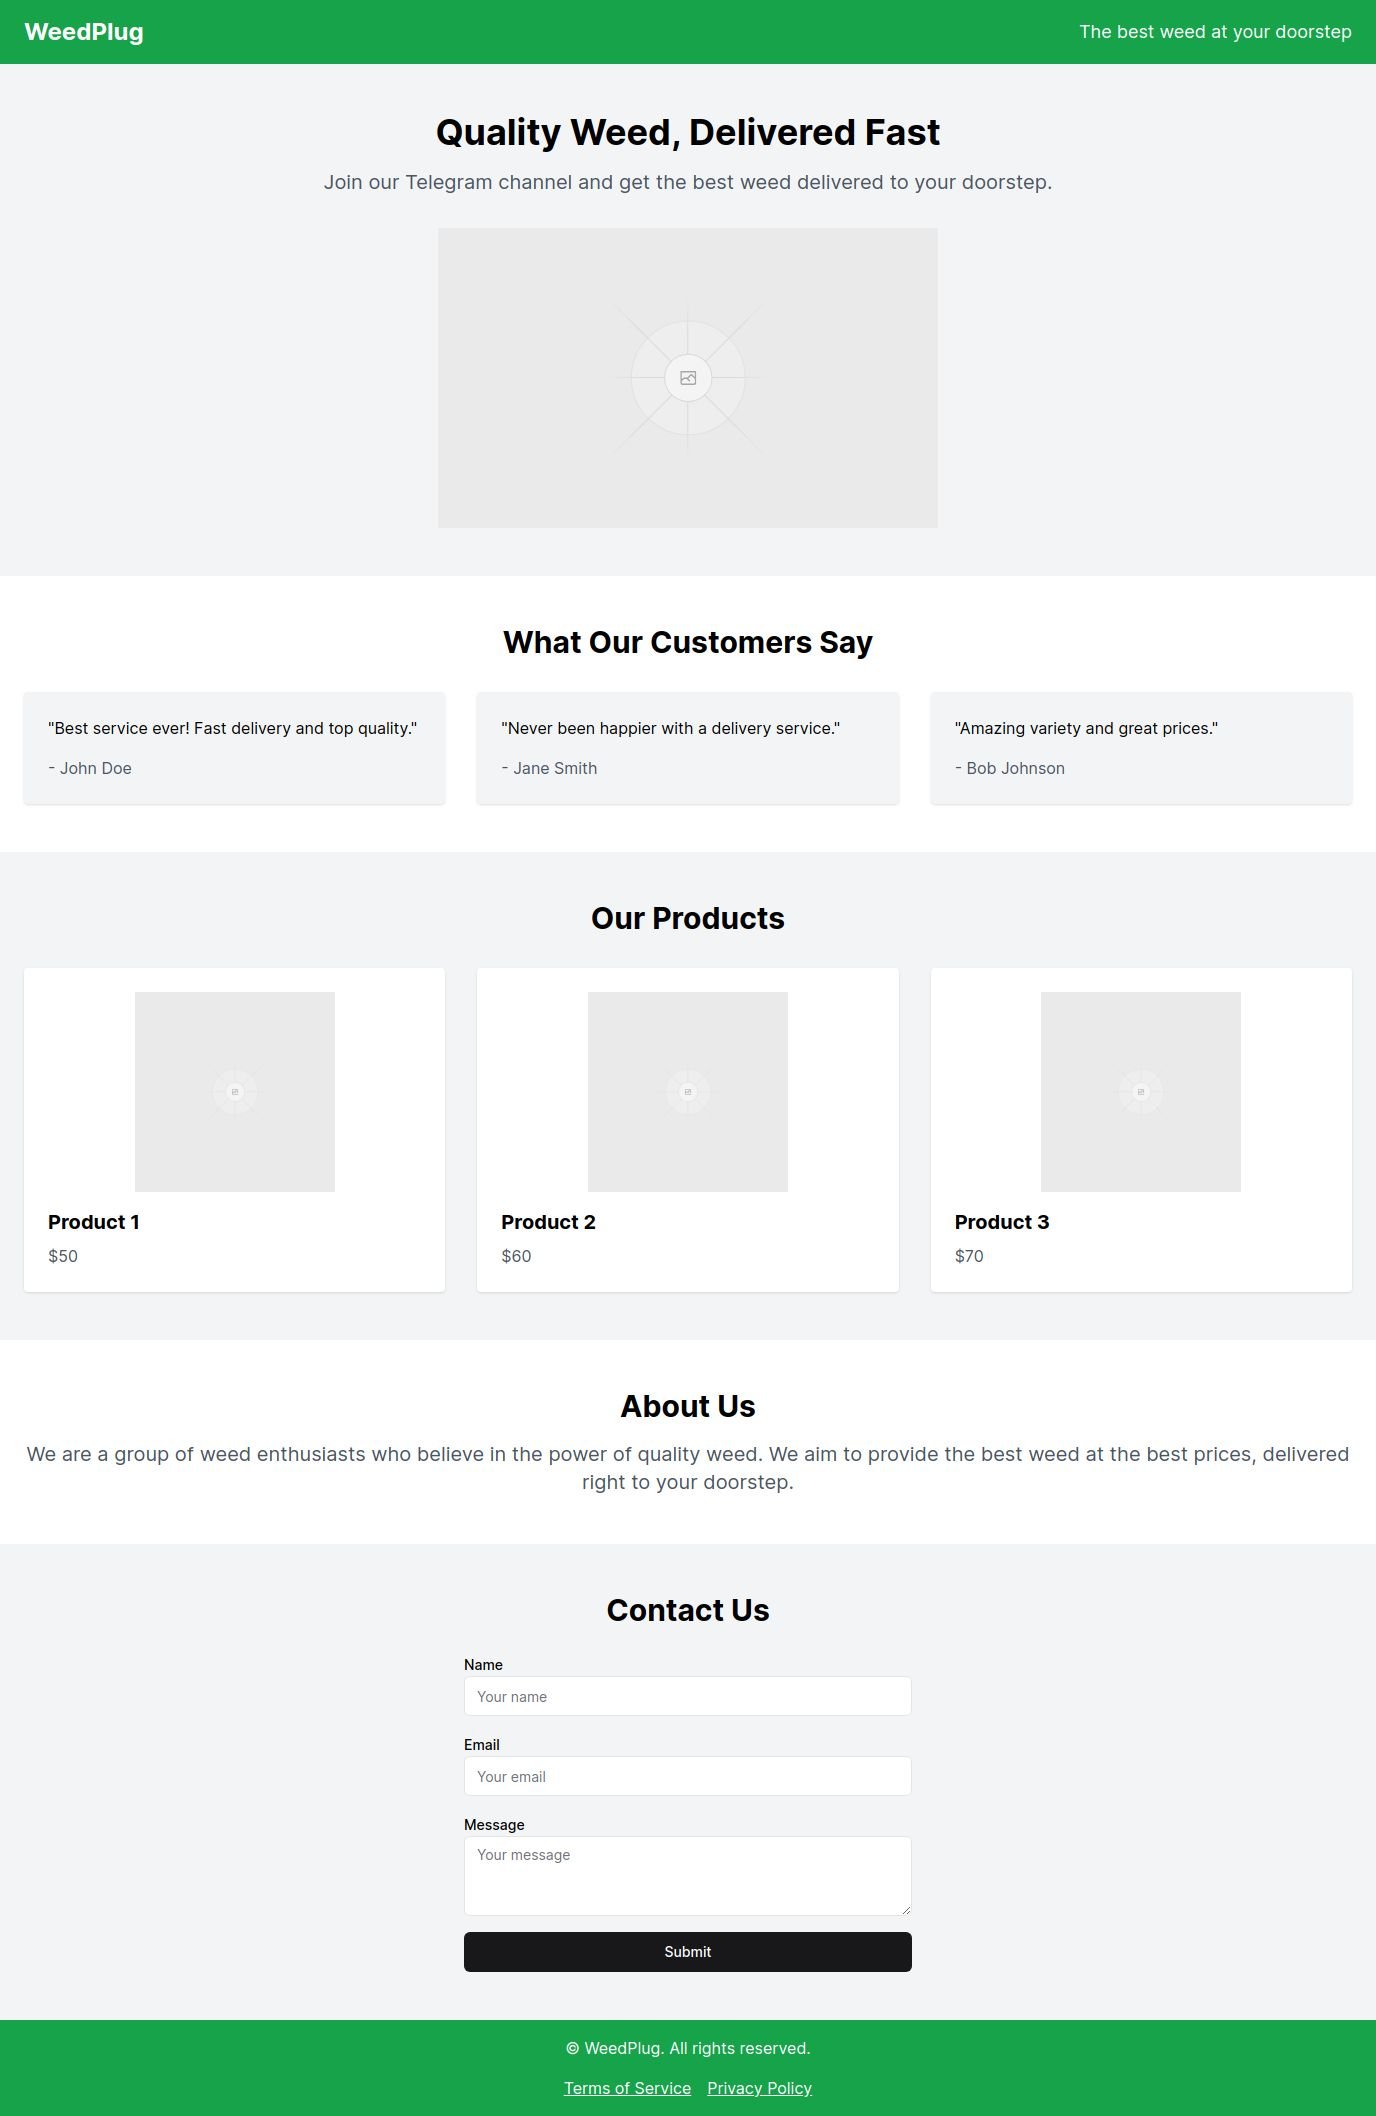 WeedPlug
The best weed at your doorstep
Quality Weed, Delivered Fast
Join our Telegram channel and get the best weed delivered to your doorstep.
What Our Customers Say
"Best service ever! Fast delivery and top quality."
- John Doe
"Never been happier with a delivery service."
- Jane Smith
"Amazing variety and great prices."
- Bob Johnson
Our Products
Product 1
$50
Product 2
$60
Product 3
$70
About Us
We are a group of weed enthusiasts who believe in the power of quality weed. We aim to provide the best weed at the best prices, delivered
right to your doorstep.
Contact Us
Name
Your name
Email
Your email
Message
Your message
Submit
© WeedPlug. All rights reserved.
Terms of Service Privacy Policy